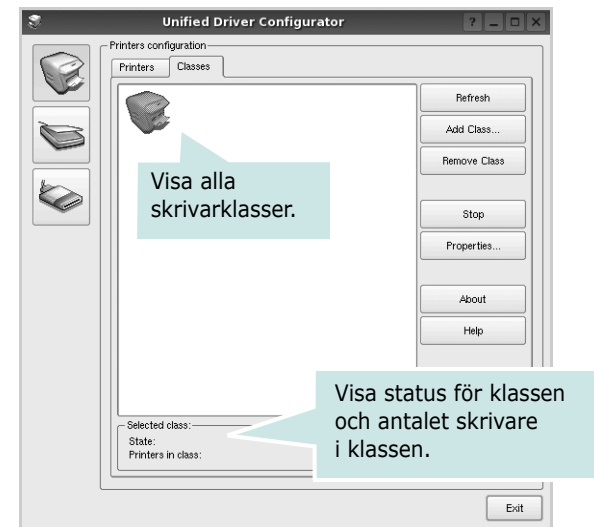 Unified Driver Configurator
Printers configuration
Printers
Classes
Refresh
Add Class...
Remove Class
Visa alla
skrivarklasser.
Stop
Properties...
About
Help
Visa status för klassen
och antalet skrivare
i klassen.
Selected class:
State:
Printers in class:
Exit